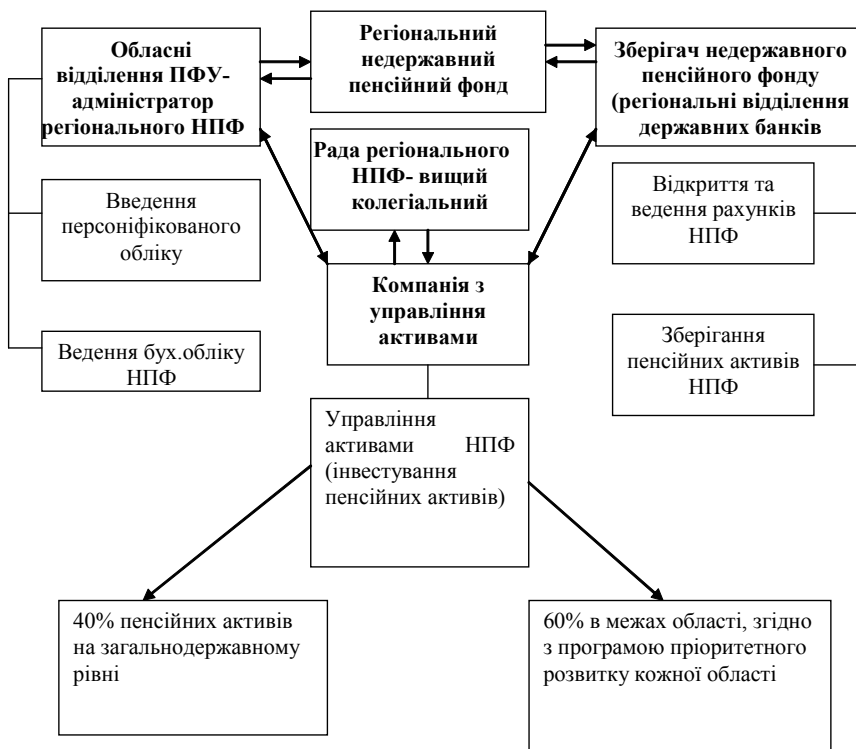 Обласні
відділення ПФУ-
адміністратор
регіонального НПФ
Регіональний
недержавний
пенсійний фонд
Зберігач недержавного
пенсійного фонду
(регіональні відділення
державних банків
Рада регіонального
НПФ- вищий
колегіальний
Введення
персоніфікованого
обліку
Відкриття та
ведення рахунків
НПФ
Компанія з
управління
активами
Ведення бух.обліку
НПФ
Зберігання
пенсійних активів
НПФ
Управління
активами НПФ
(інвестування
пенсійних активів)
40% пенсійних активів
на загальнодержавному
рівні
60% в межах області, згідно
з програмою пріоритетного
розвитку кожної області